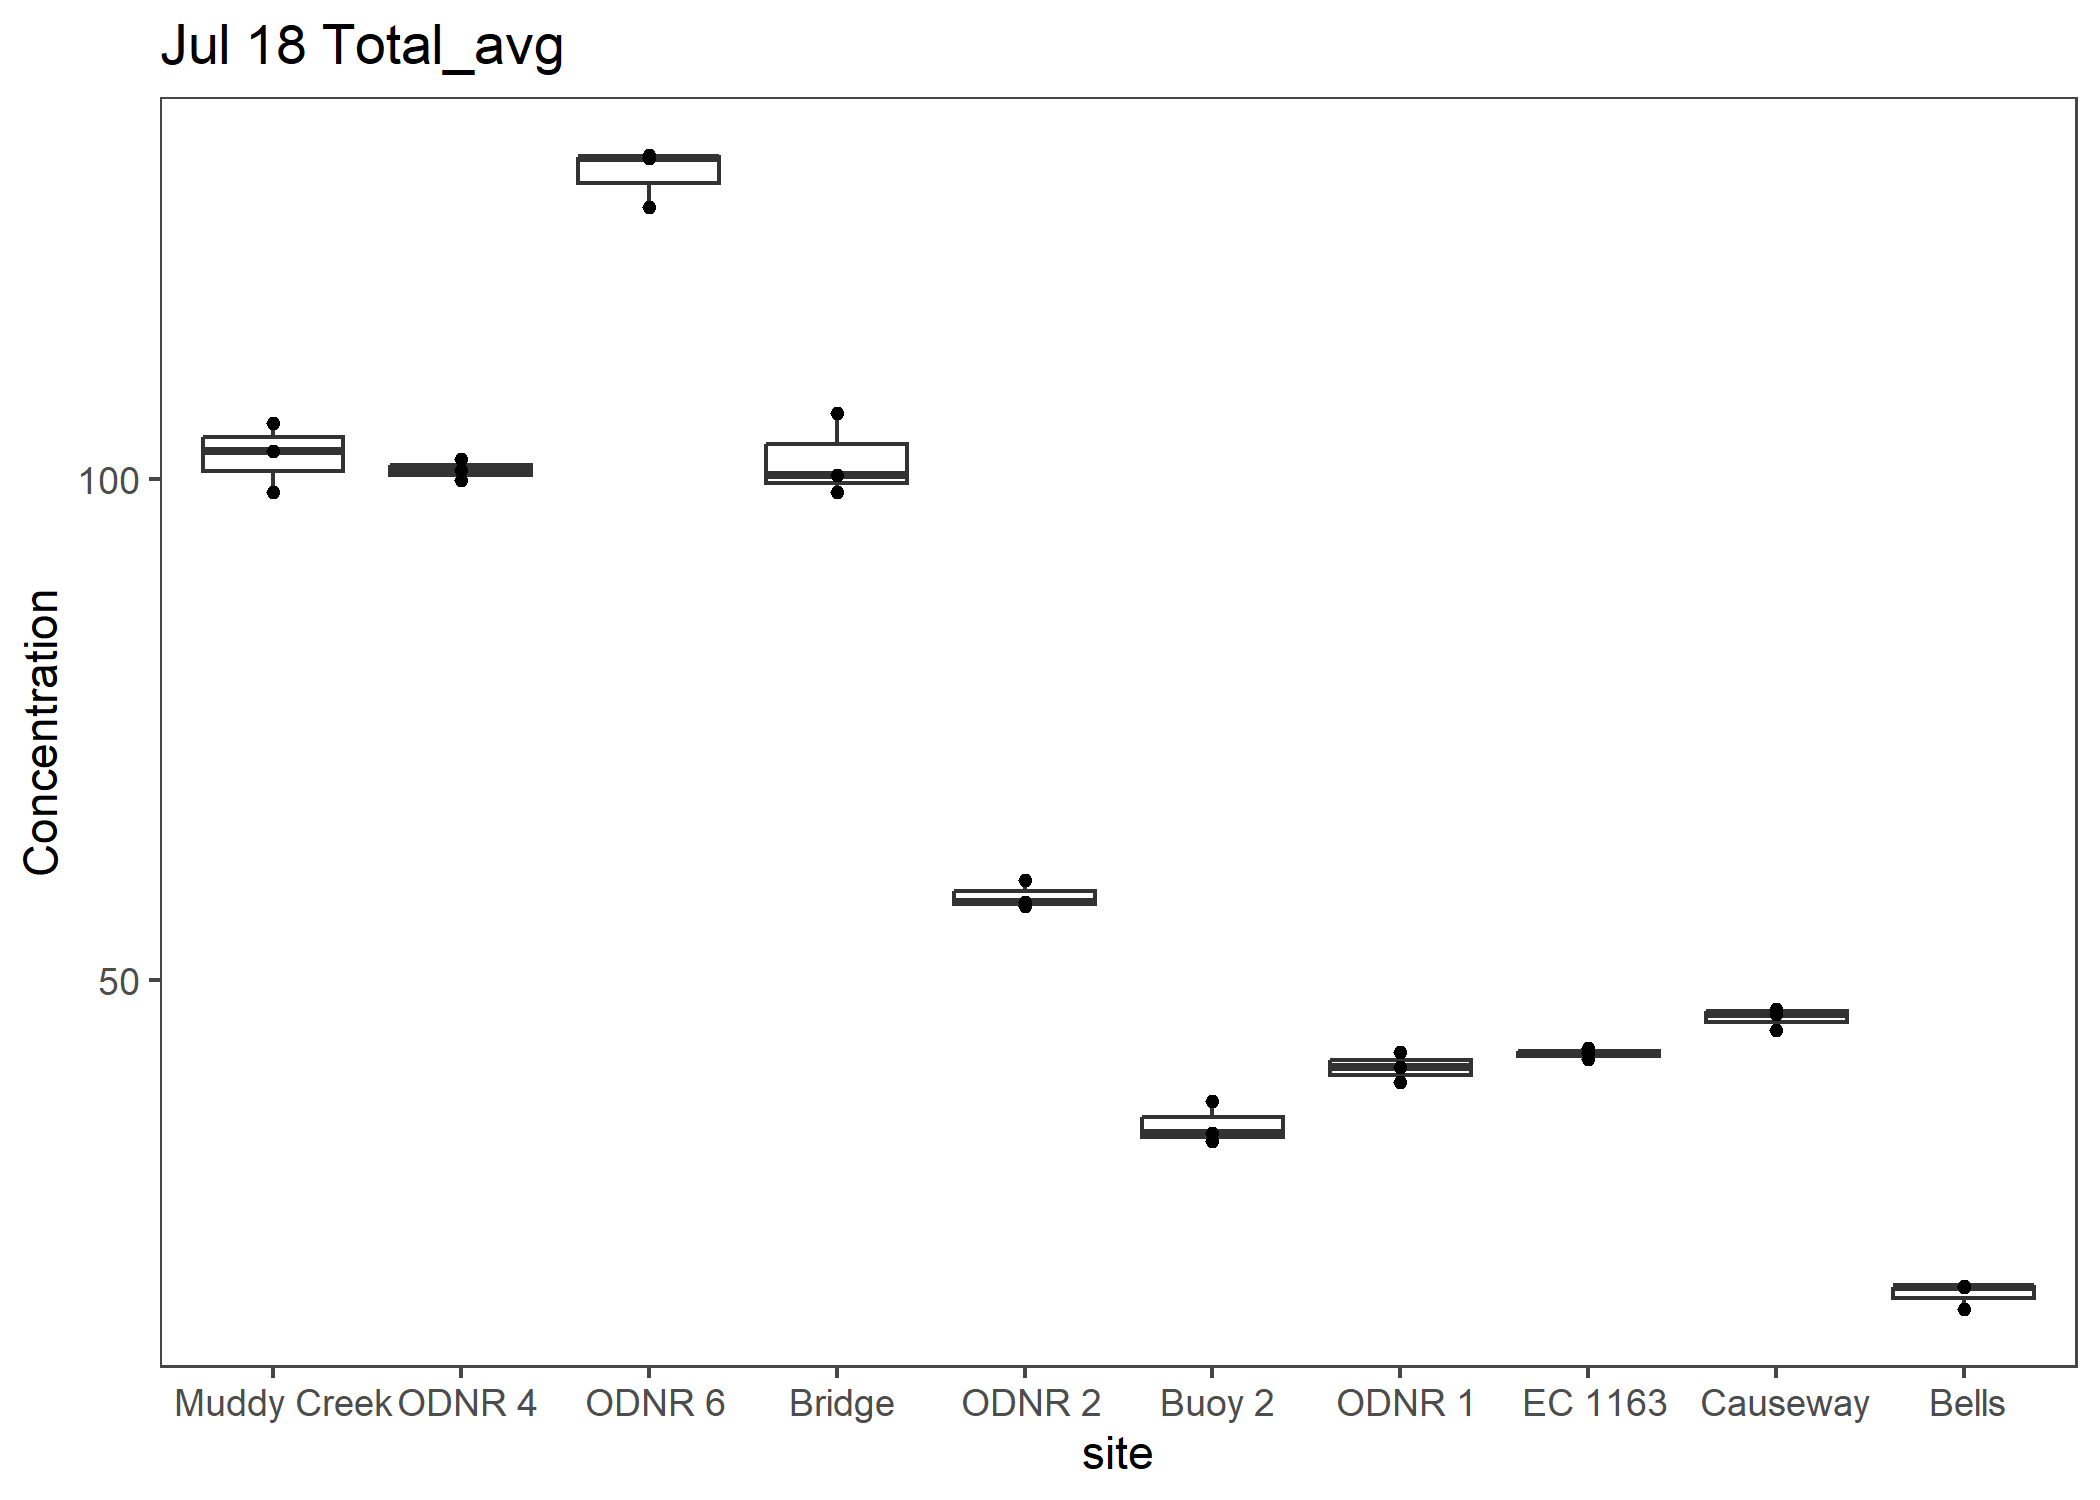 Jul 18 Total_avg
Concentration
100
50
Muddy Creek ODNR 4 ODNR 6 Bridge ODNR 2 Buoy 2 ODNR 1 EC 1163 Causeway Bells
site